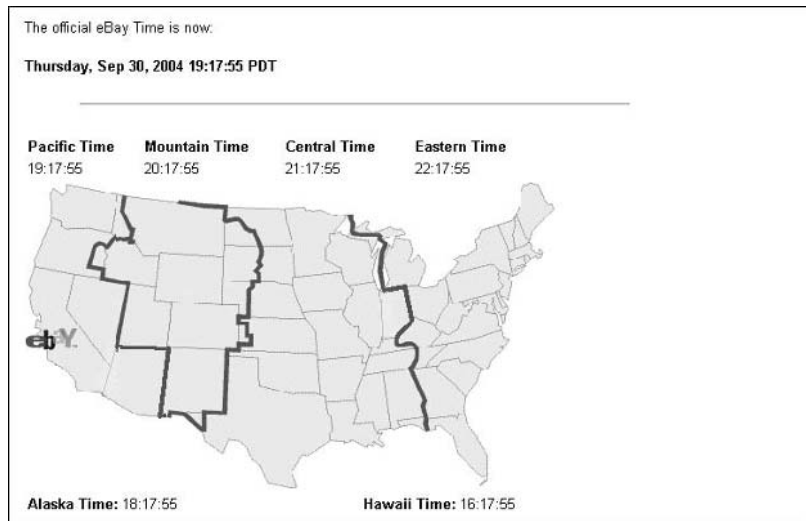 The official eBay Time is now:
Thursday, Sep 30, 2004 19:17:55 PDT
Pacific Time Mountain Time Central Time Eastern Time
19:17:55 20:17:55 21:17:55 22:17:55
ebaY
Alaska Time: 18:17:55 Hawaii Time: 16:17:55